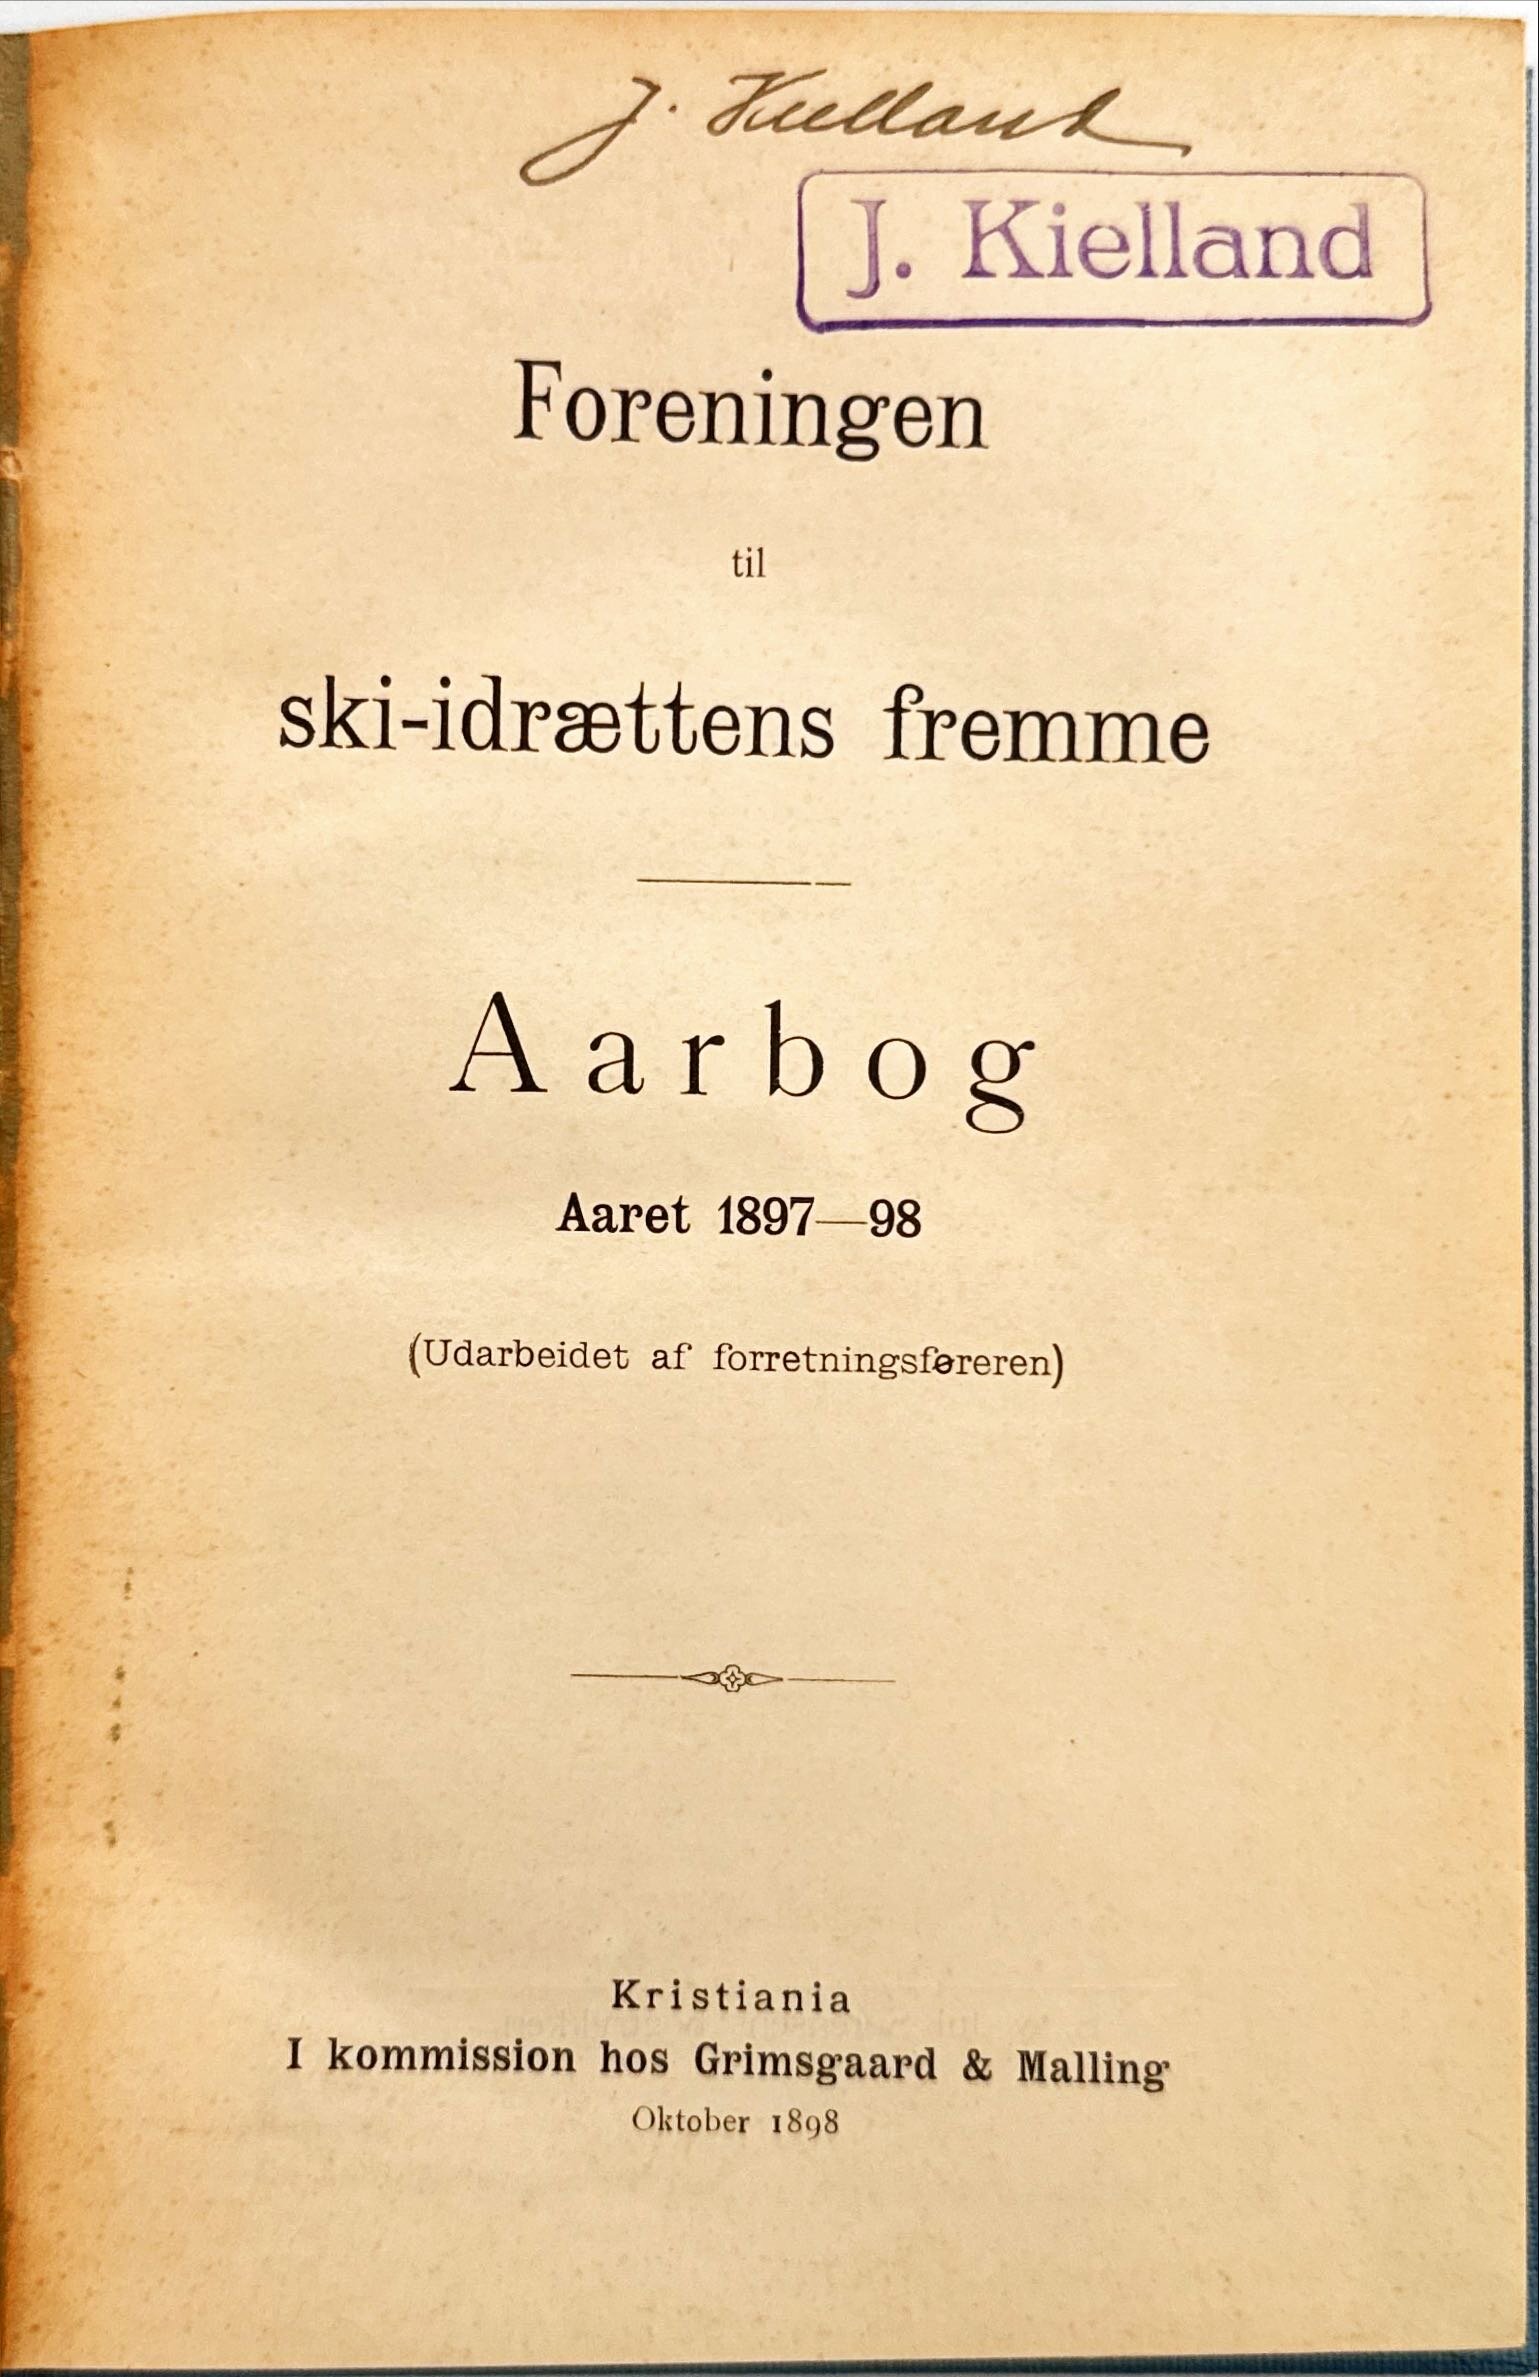 J. Kielland
J. Kielland
Foreningen
til
ski-idrættens fremme
Aarbog
Aaret 1897—98
(Udarbeidet af forretningsføreren)
Kristiania
I kommission hos Grimsgaard & Malling
Oktober 1898